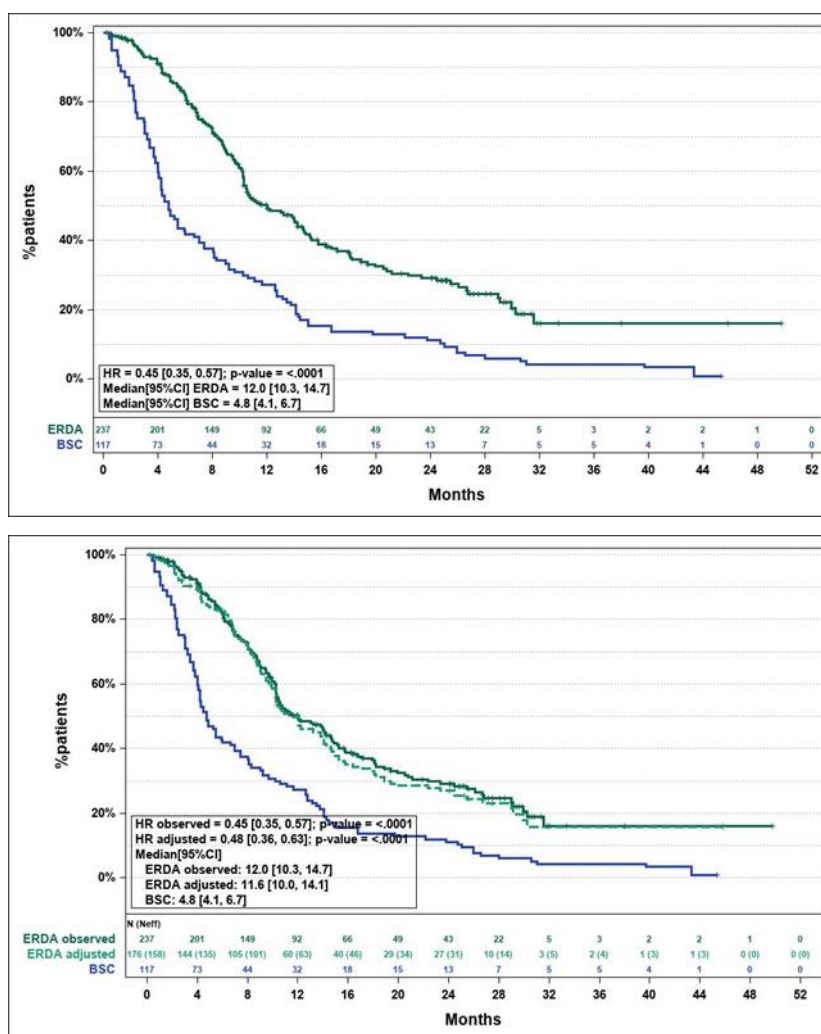 100%
80%
60%
40%
20%
0%
%patients
HR = 0.45 [0.35, 0.57]; p-value = <.0001
Median[95%CI] ERDA = 12.0 [10.3, 14.7]
Median[95%CI] BSC = 4.8 [4.1, 6.7]
ERDA 237 201 149 92 66 49 43 22 5 3 2 2 1 0
BSC 117 73 44 32 18 15 13 7 5 5 4 1 0 0
0 4 8 12 16 20 24 28 32 36 40 44 48 52
Months
100%
80%
60%
40%
20%
0%
%patients
HR observed = 0.45 [0.35, 0.57]; p-value = <.0001
HR adjusted = 0.48 [0.36, 0.63]; p-value = <.0001
Median[95%CI]
ERDA observed: 12.0 [10.3, 14.7]
ERDA adjusted: 11.6 [10.0, 14.1]
BSC: 4.8 [4.1, 6.7]
N (Neff)
ERDA observed 237 201 149 92 66 49 43 22 5 3 2 2 1 0
ERDA adjusted 176 (158) 144 (135) 105 (101) 60 (63) 40 (46) 29 (34) 27 (31) 10 (14) 3 (5) 2 (4) 1 (3) 1 (3) 0 (0) 0 (0)
BSC 117 73 44 32 18 15 13 7 5 5 4 1 0 0
0 4 8 12 16 20 24 28 32 36 40 44 48 52
Months